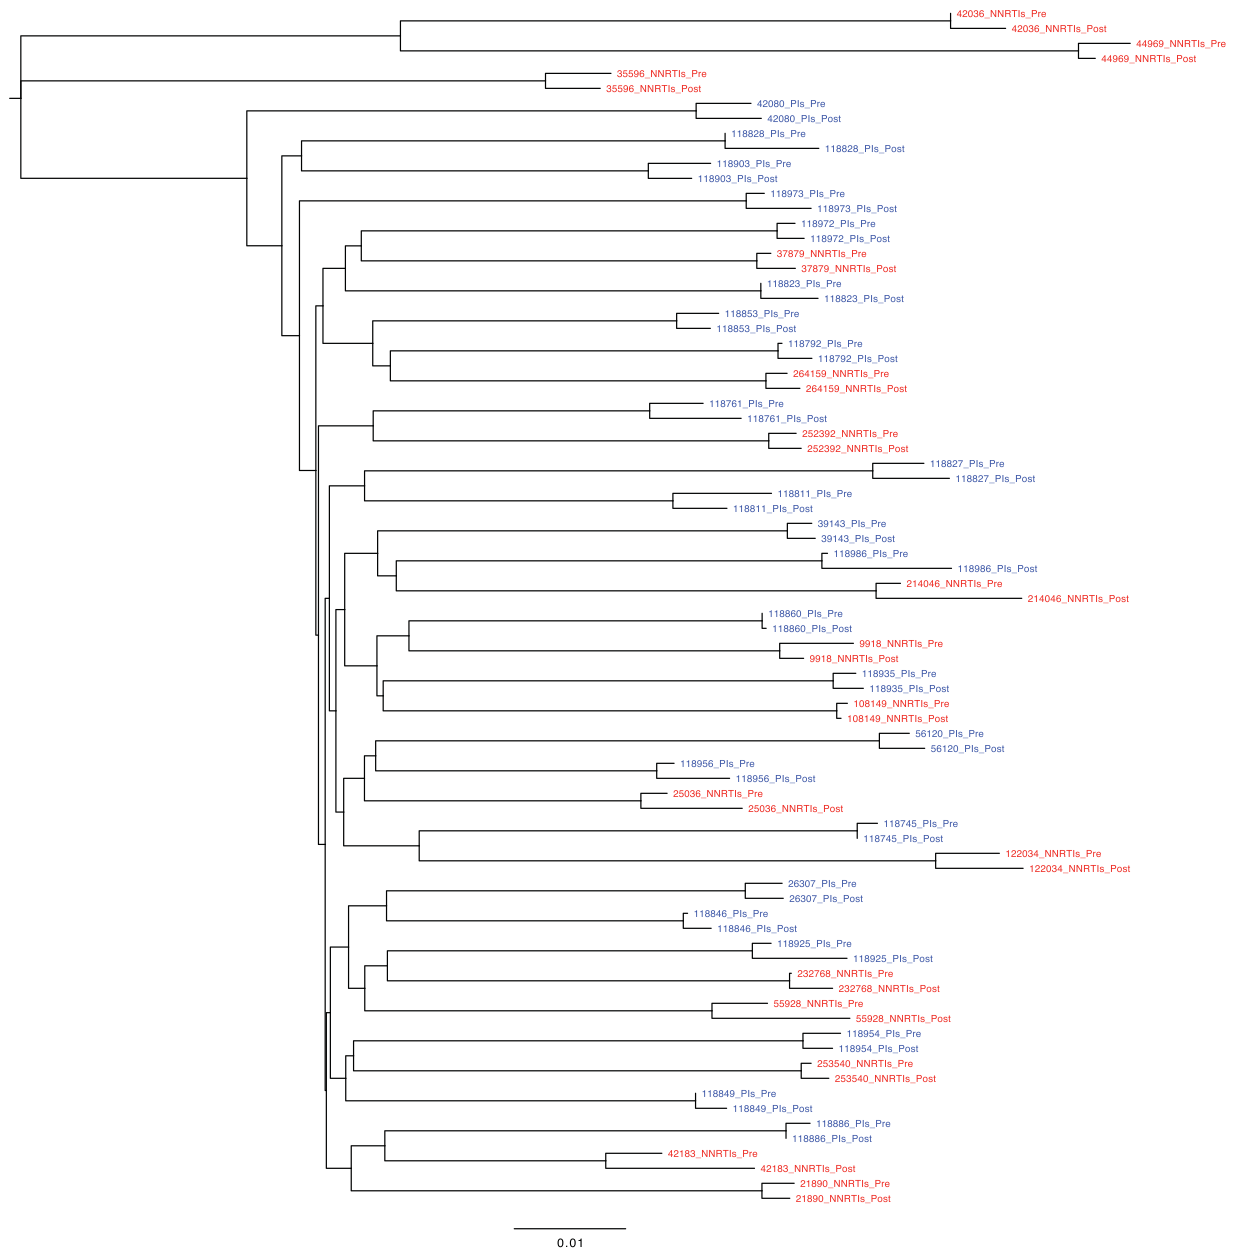 42036_NNRTIs_Pre
42036_NNRTIs_Post
44969_NNRTIs_Pre
44969_NNRTIs_Post
35596_NNRTIs_Pre
35596_NNRTIs_Post
42080_PIs_Pre
42080_PIs_Post
118828_PIs_Pre
118828_PIs_Post
118903_PIs_Pre
118903_PIs_Post
118973_PIs_Pre
118973_PIs_Post
118972_PIs_Pre
118972_PIs_Post
37879_NNRTIs_Pre
37879_NNRTIs_Post
118823_PIs_Pre
118823_PIs_Post
118853_PIs_Pre
118853_PIs_Post
118792_PIs_Pre
118792_PIs_Post
264159_NNRTIs_Pre
264159_NNRTIs_Post
118761_PIs_Pre
118761_PIs_Post
252392_NNRTIs_Pre
252392_NNRTIs_Post
118827_PIs_Pre
118827_PIs_Post
118811_PIs_Pre
118811_PIs_Post
39143_PIs_Pre
39143_PIs_Post
118986_PIs_Pre
118986_PIs_Post
214046_NNRTIs_Pre
214046_NNRTIs_Post
118860_PIs_Pre
118860_PIs_Post
9918_NNRTIs_Pre
9918_NNRTIs_Post
118935_PIs_Pre
118935_PIs_Post
108149_NNRTIs_Pre
108149_NNRTIs_Post
56120_PIs_Pre
56120_PIs_Post
118956_PIs_Pre
118956_PIs_Post
25036_NNRTIs_Pre
25036_NNRTIs_Post
118745_PIs_Pre
118745_PIs_Post
122034_NNRTIs_Pre
122034_NNRTIs_Post
26307_PIs_Pre
26307_PIs_Post
118846_PIs_Pre
118846_PIs_Post
118925_PIs_Pre
118925_PIs_Post
232768_NNRTIs_Pre
232768_NNRTIs_Post
55928_NNRTIs_Pre
55928_NNRTIs_Post
118954_PIs_Pre
118954_PIs_Post
253540_NNRTIs_Pre
253540_NNRTIs_Post
118849_PIs_Pre
118849_PIs_Post
118886_PIs_Pre
118886_PIs_Post
42183_NNRTIs_Pre
42183_NNRTIs_Post
21890_NNRTIs_Pre
21890_NNRTIs_Post
0.01